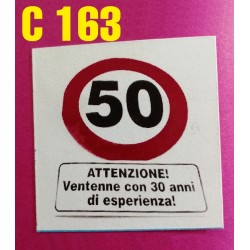 C 163
50
ATTENZIONE!
Ventenne con 30 anni
di esperienza!